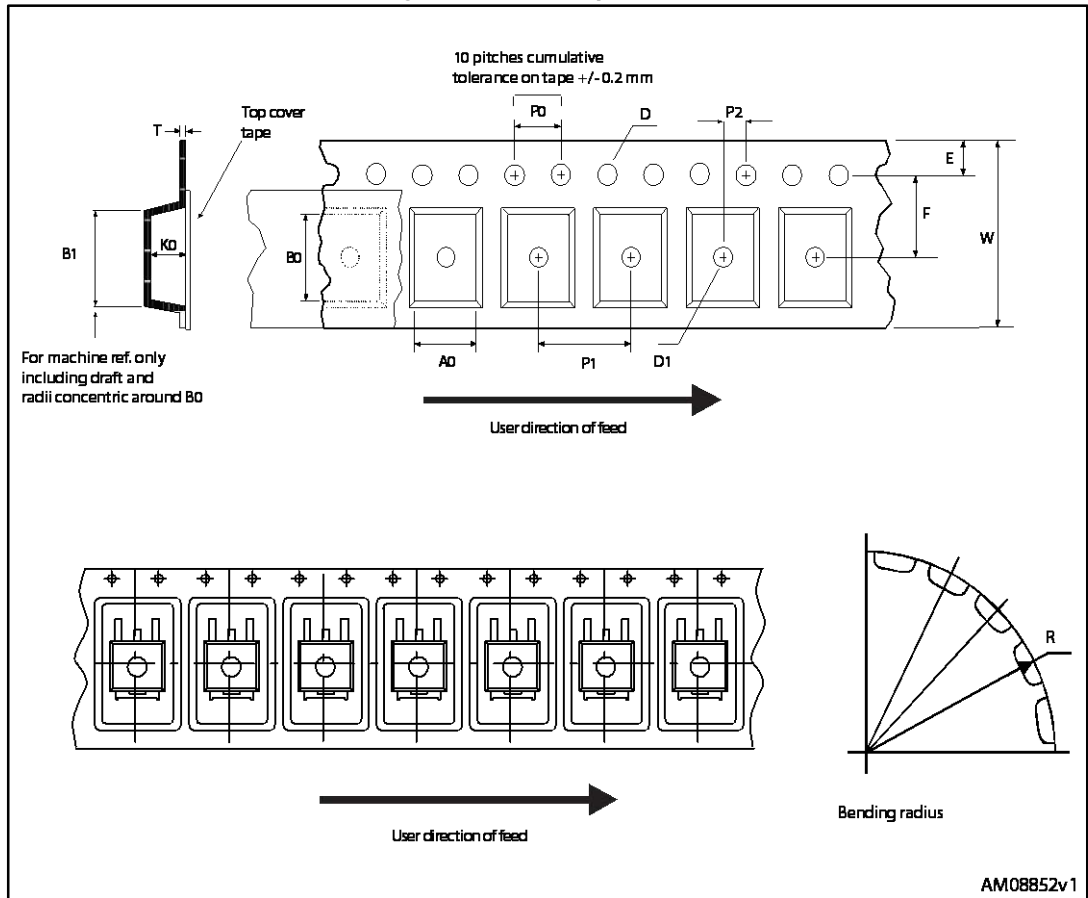 10 pitches cumulative
tolerance on tape +/- 0.2 mm
Top cover
tape
T
P0
D
P2
E
F
W
B1
K0
B0
For machine ref. only
including draft and
radii concentric around B0
A0
P1
D1
User direction of feed
R
Bending radius
User direction of feed
AM08852v1